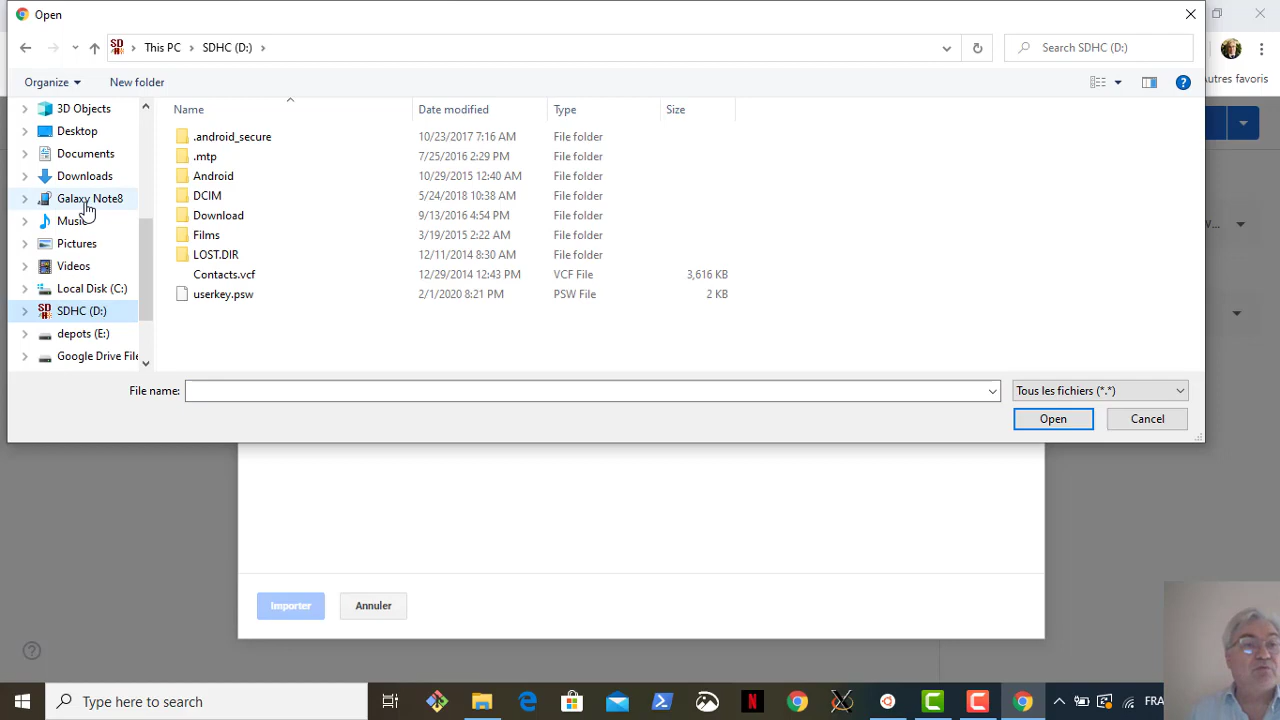 Open
This PC
SDHC (D:)
Search SDHC (D:)
Autres favoris
Organize
New folder
Name
Date modified
Type
Size
3D Objects
Desktop
Documents
Downloads
Galaxy Note8
Music
Pictures
Videos
Local Disk (C:)
SDHC (D:)
depots (E:)
Google Drive File
.android_secure 10/23/2017 7:16 AM File folder
.mtp 7/25/2016 2:29 PM File folder
Android 10/29/2015 12:40 AM File folder
DCIM 5/24/2018 10:38 AM File folder
Download 9/13/2016 4:54 PM File folder
Films 3/19/2015 2:22 AM File folder
LOST.DIR 12/11/2014 8:30 AM File folder
Contacts.vcf 12/29/2014 12:43 PM VCF File 3,616 KB
userkey.psw 2/1/2020 8:21 PM PSW File 2 KB
File name:
Tous les fichiers (*.*)
Open
Cancel
W...
Importer
Annuler
Type here to search
FRA